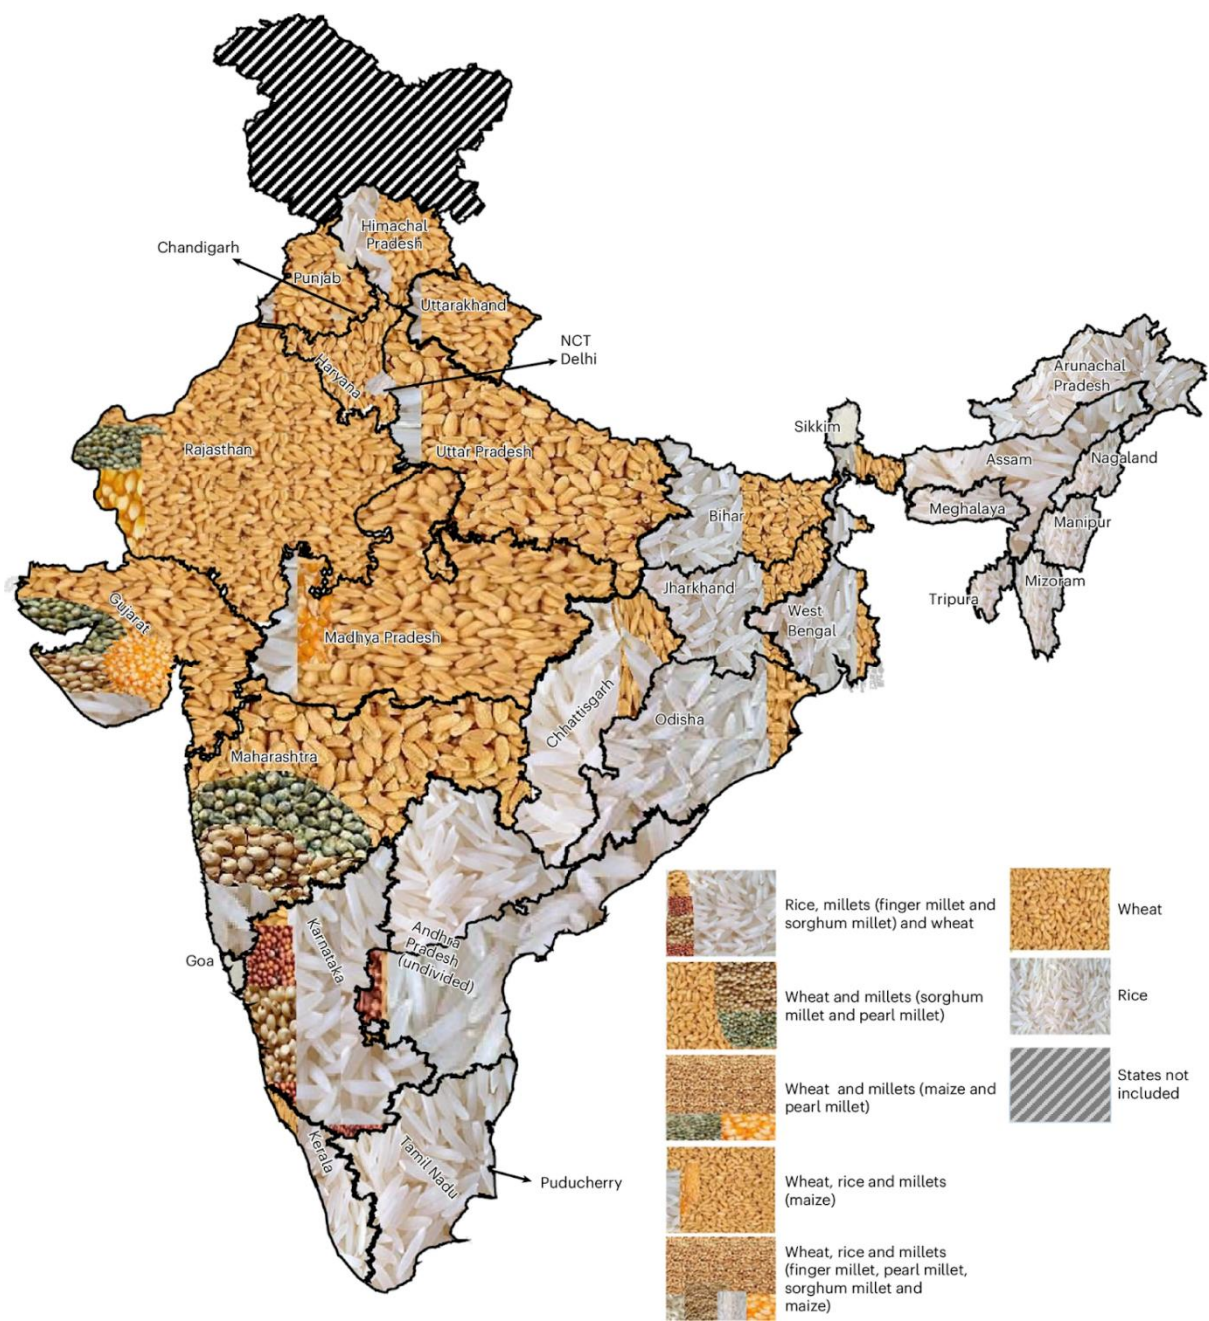 Himachal
Pradesh
Chandigarh
Punjab
Uttarakhand
NCT
Delhi
Haryana
Arunachal
Pradesh
Sikkim
Rajasthan
Uttar Pradesh
Assam
Nagaland
Bihar
Meghalaya
Manipur
Jharkhand
Mizoram
Tripura
Gujarat
West
Bengal
Madhya Pradesh
Chhattisgarh
Odisha
Maharashtra
Karnataka
Andhra
Pradesh
(undivided)
Goa
Kerala
Tamil Nadu
Puducherry
Rice, millets (finger millet and
sorghum millet) and wheat
Wheat and millets (sorghum
millet and pearl millet)
Wheat and millets (maize and
pearl millet)
Wheat, rice and millets
(maize)
Wheat, rice and millets
(finger millet, pearl millet,
sorghum millet and
maize)
Wheat
Rice
States not
included